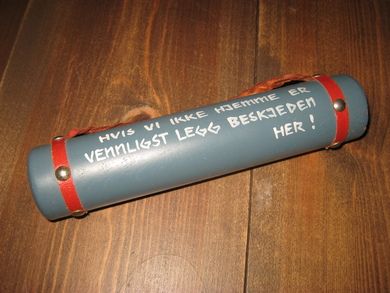 HVIS VI IKKE HJEMME ER
VENNLIGST LEGG BESKJEDEN
HER!